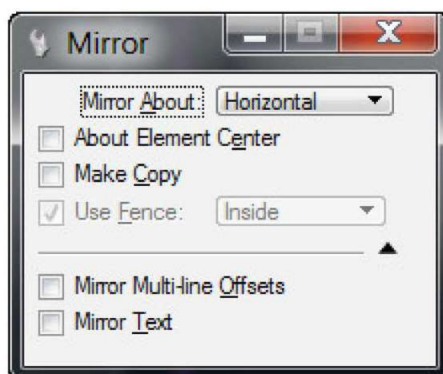 Mirror
Mirror About: Horizontal
About Element Center
Make Copy
Use Fence: Inside
Mirror Multi-line Offsets
Mirror Text